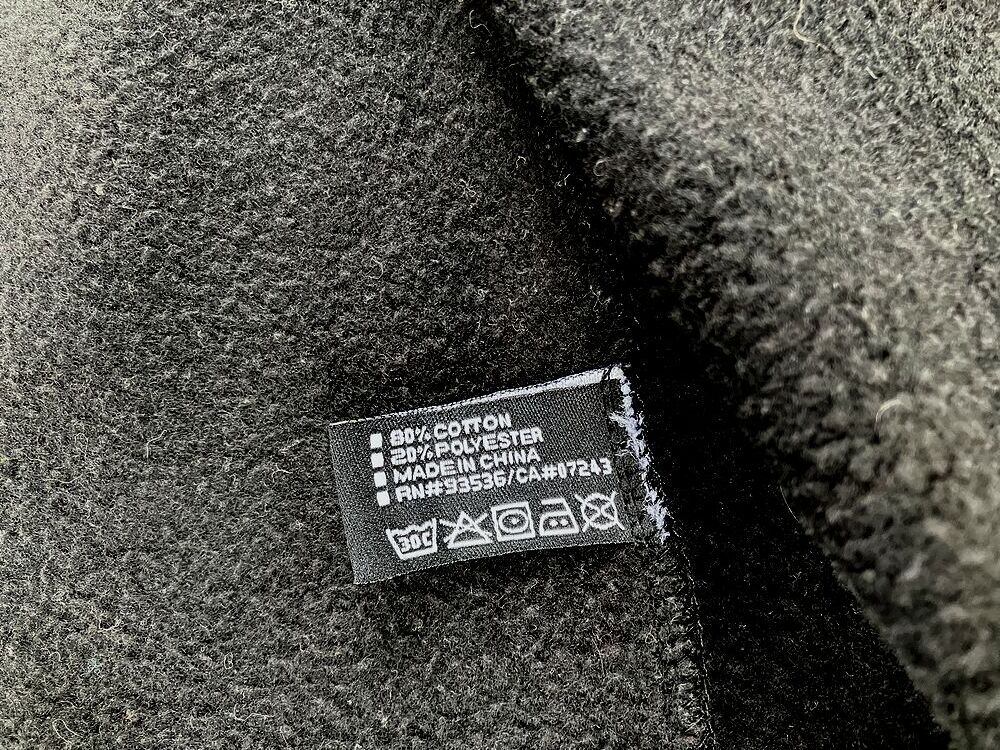 80% COTTON
20% POLYESTER
MADE IN CHINA
RN#93536/CA#07243
30C